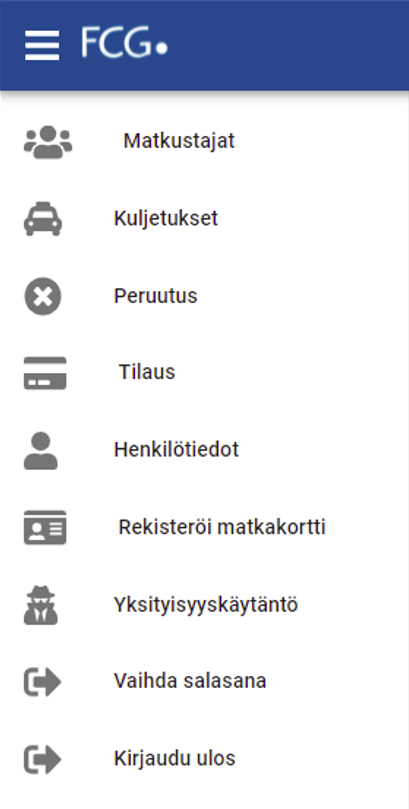 FCG.
Matkustajat
Kuljetukset
Peruutus
Tilaus
Henkilötiedot
Rekisteröi matkakortti
Yksityisyyskäytäntö
Vaihda salasana
Kirjaudu ulos